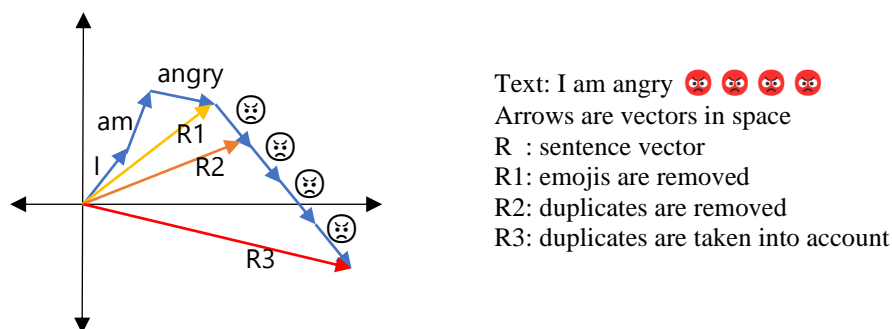 angry
am
R1
I
R2
R3
Text: I am angry 😡 😡 😡 😡
Arrows are vectors in space
R : sentence vector
R1: emojis are removed
R2: duplicates are removed
R3: duplicates are taken into account